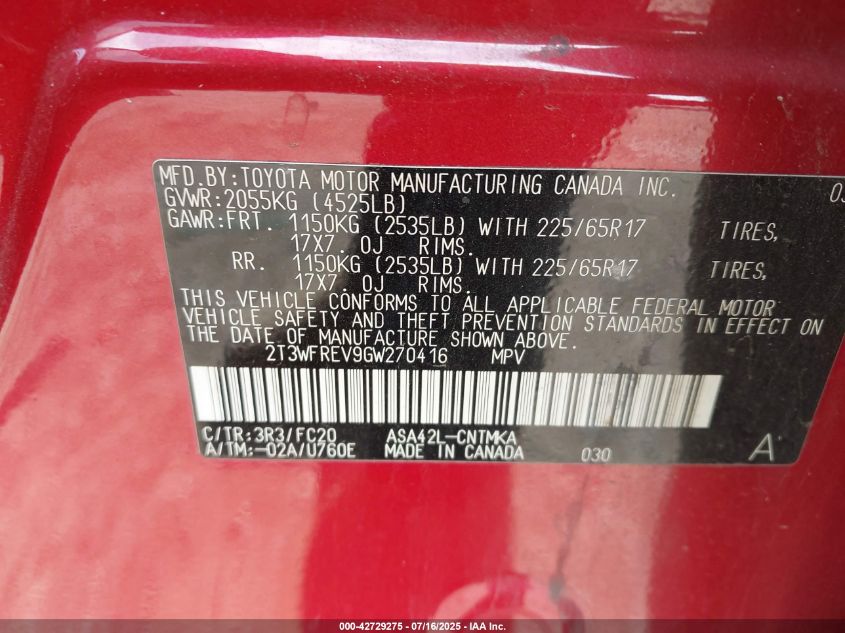 MFD.BY:TOYOTA MOTOR MANUFACTURING CANADA INC. 03
GVWR:2055KG (4525LB)
GAWR:FRT. 1150KG (2535LB) WITH 225/65R17 TIRES,
17X7. 0J RIMS.
RR. 1150KG (2535LB) WITH 225/65R17 TIRES,
17X7. 0J RIMS.
THIS VEHICLE CONFORMS TO ALL APPLICABLE FEDERAL MOTOR
VEHICLE SAFETY AND THEFT PREVENTION STANDARDS IN EFFECT ON
THE DATE OF MANUFACTURE SHOWN ABOVE.
2T3WFREV9GW270416 MPV
C/TR:3R3/FC20 ASA42L-CNTMKA
A/TM:-02A/U760E MADE IN CANADA 030 A
000-42729275 - 07/16/2025 - IAA Inc.